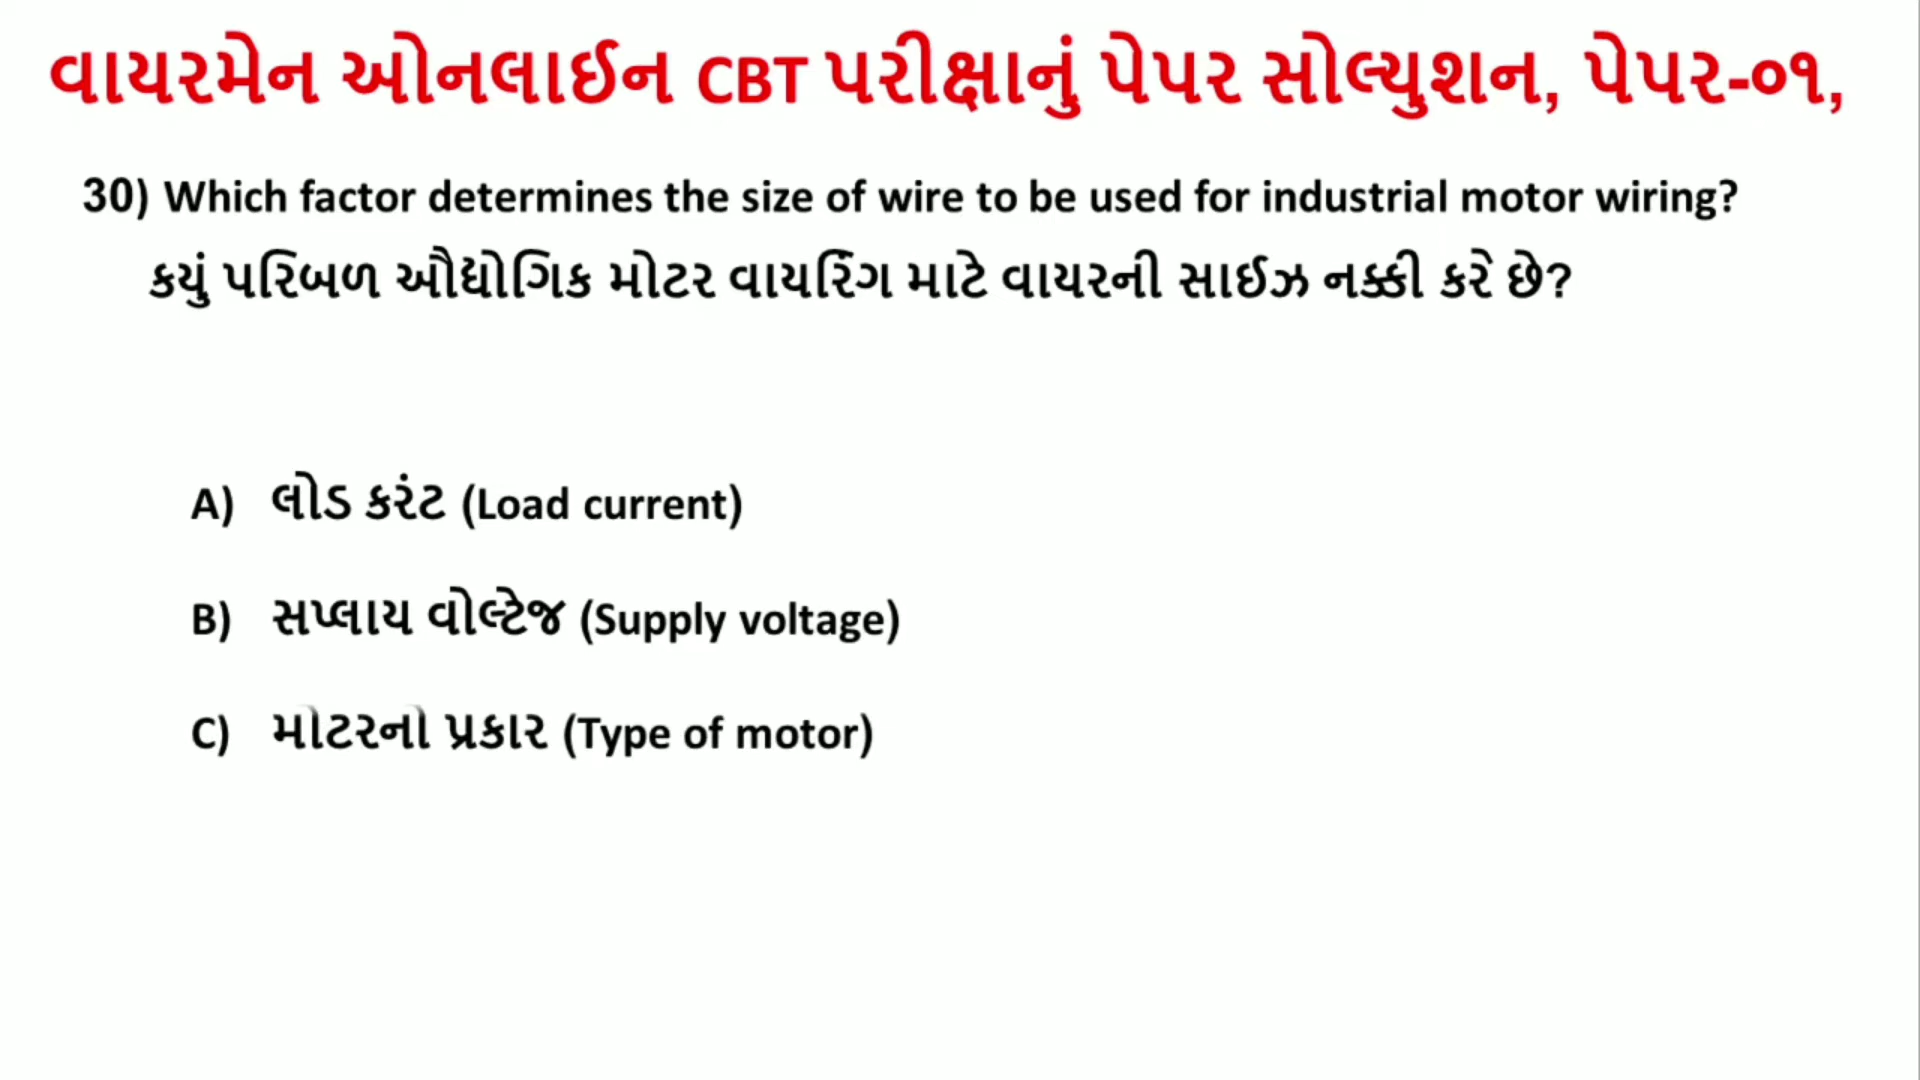 વાયરમેન ઓનલાઈન CBT પરીક્ષાનું પેપર સોલ્યુશન, પેપર-૦૧,
30) Which factor determines the size of wire to be used for industrial motor wiring?
કયું પરિબળ ઔદ્યોગિક મોટર વાયરિંગ માટે વાયરની સાઈઝ નક્કી કરે છે?
A) લોડ કરંટ (Load current)
B) સપ્લાય વોલ્ટેજ (Supply voltage)
C) મોટરનો પ્રકાર (Type of motor)